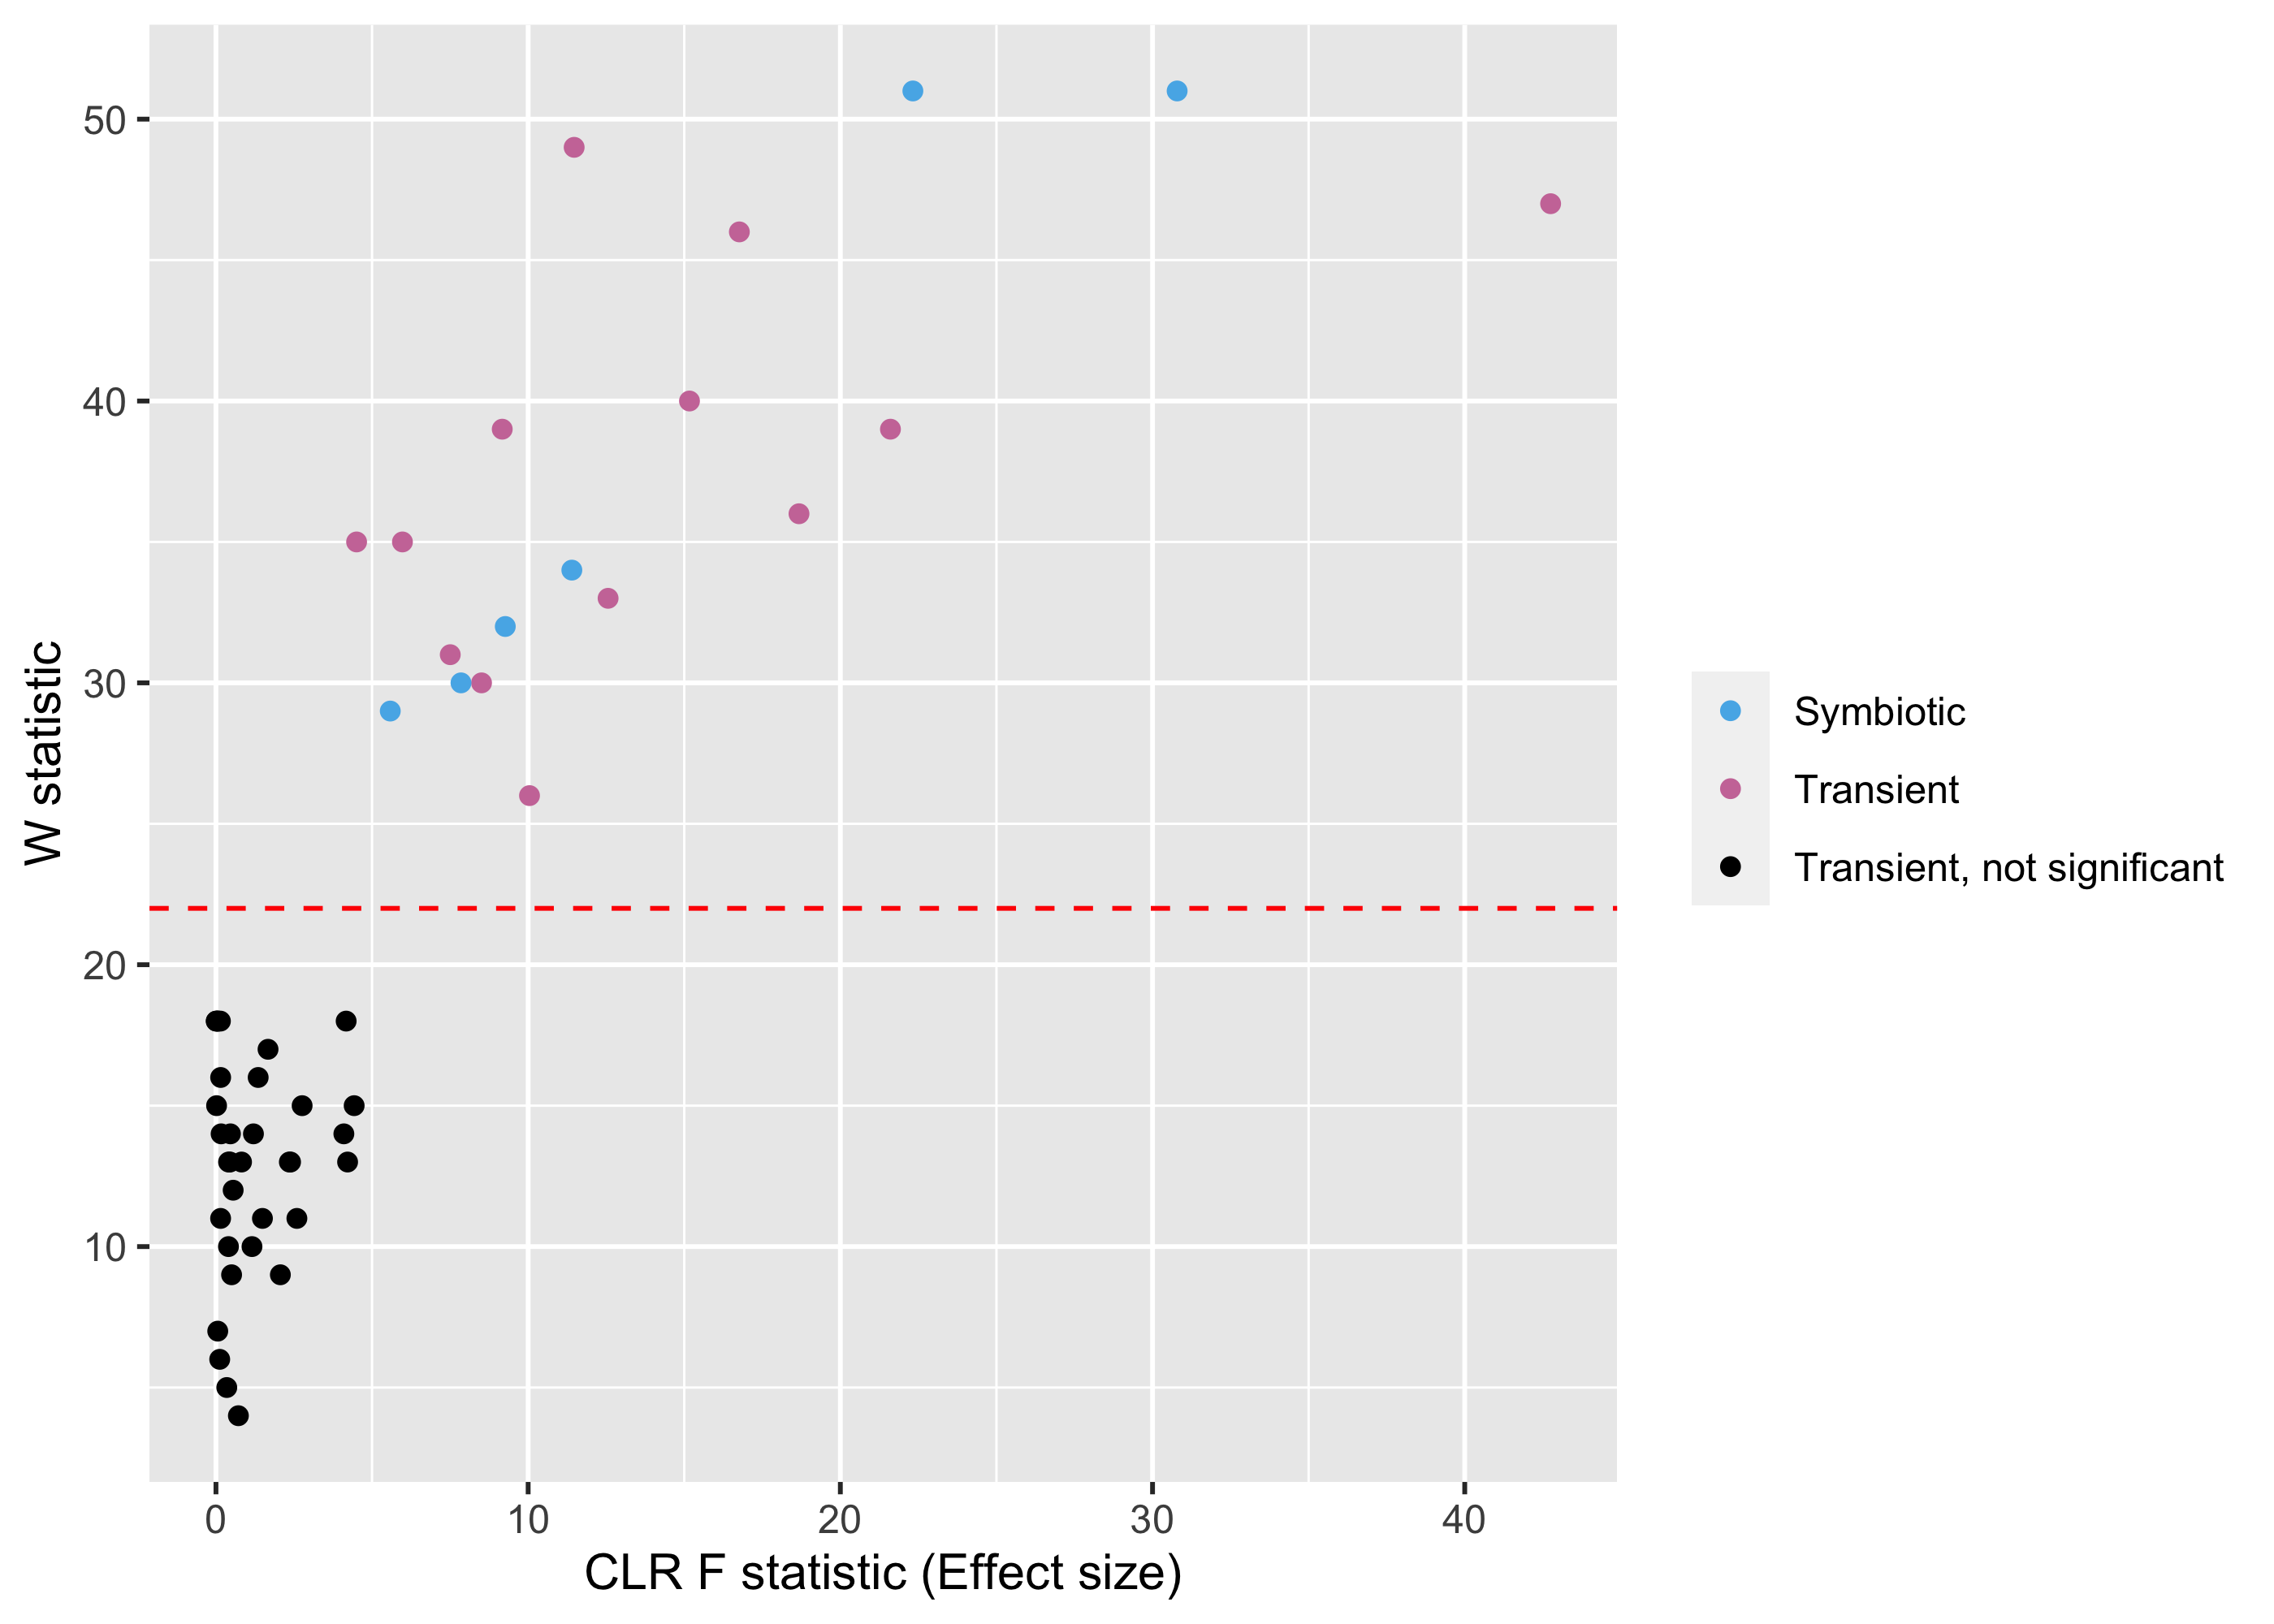 50
40
30
20
10
W statistic
0 10 20 30 40
CLR F statistic (Effect size)
Symbiotic
Transient
Transient, not significant